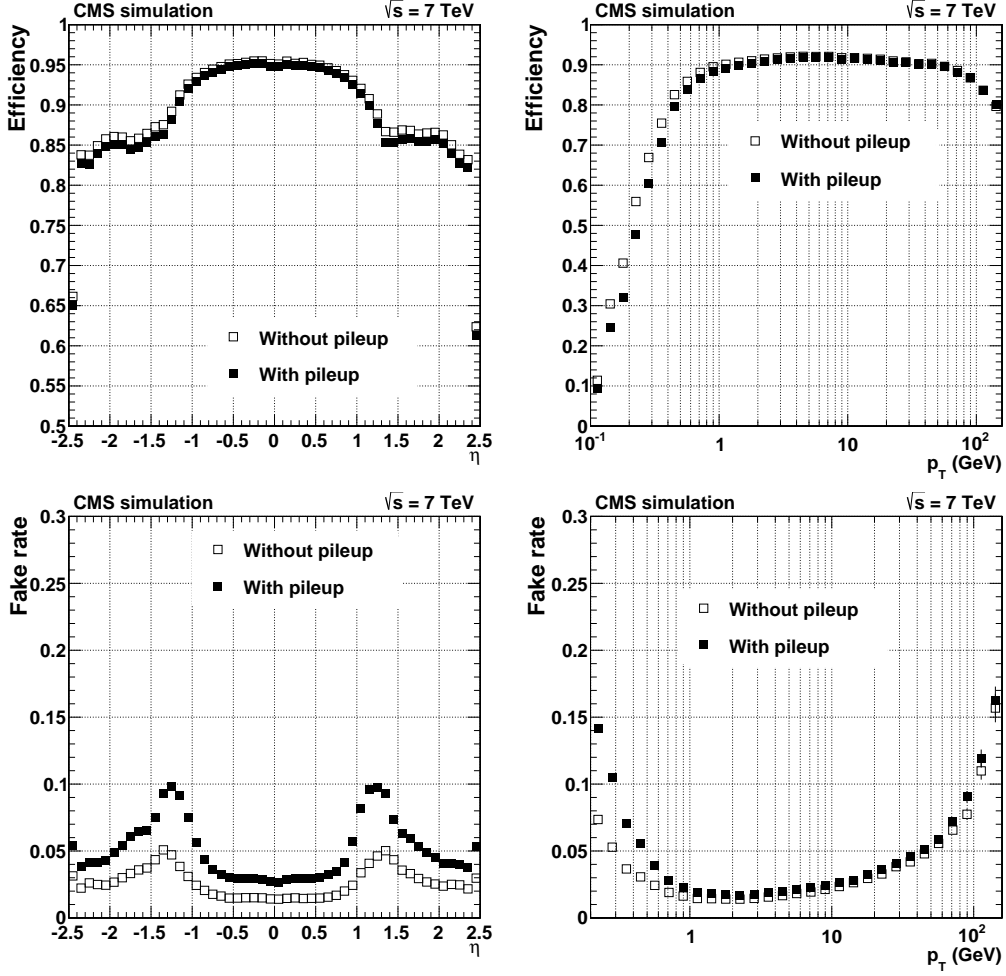 CMS simulation √s = 7 TeV
Efficiency
1
0.95
0.9
0.85
0.8
0.75
0.7
0.65
0.6
0.55
0.5
Without pileup
With pileup
-2.5 -2 -1.5 -1 -0.5 0 0.5 1 1.5 2 2.5
η
CMS simulation √s = 7 TeV
Efficiency
1
0.9
0.8
0.7
0.6
0.5
0.4
0.3
0.2
0.1
0
Without pileup
With pileup
10⁻¹ 1 10 10²
p_T (GeV)
CMS simulation √s = 7 TeV
Fake rate
0.3
0.25
0.2
0.15
0.1
0.05
0
Without pileup
With pileup
-2.5 -2 -1.5 -1 -0.5 0 0.5 1 1.5 2 2.5
η
CMS simulation √s = 7 TeV
Fake rate
0.3
0.25
0.2
0.15
0.1
0.05
0
Without pileup
With pileup
1 10 10²
p_T (GeV)